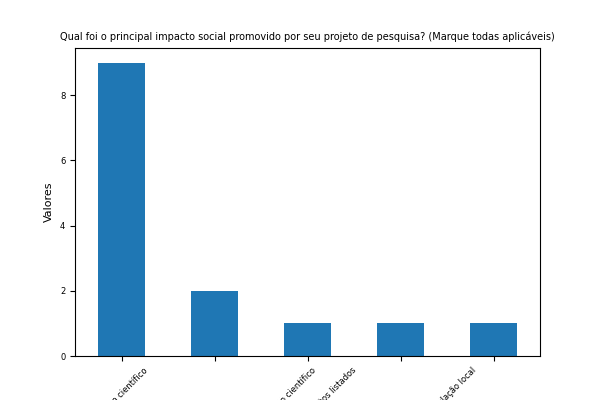 Qual foi o principal impacto social promovido por seu projeto de pesquisa? (Marque todas aplicáveis)
Valores
8
6
4
2
0
científico
científico
listados
local